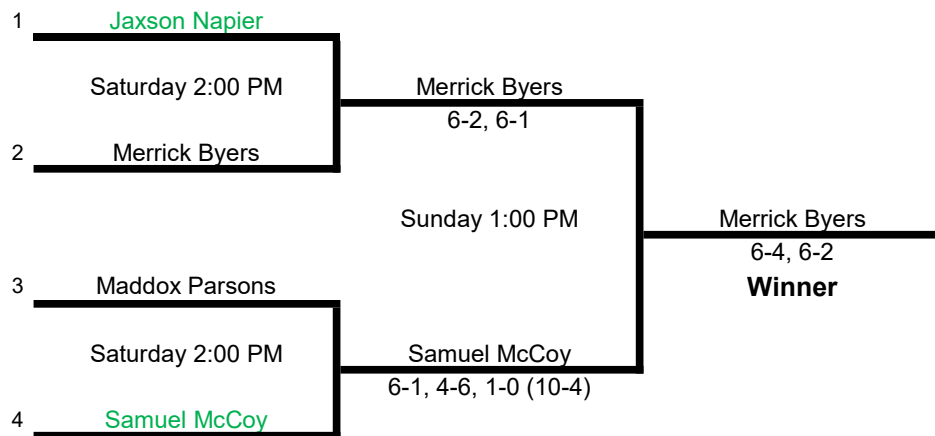 1 Jaxson Napier
Saturday 2:00 PM
Merrick Byers
6-2, 6-1
2 Merrick Byers
Sunday 1:00 PM
Merrick Byers
6-4, 6-2
Winner
3 Maddox Parsons
Saturday 2:00 PM
Samuel McCoy
6-1, 4-6, 1-0 (10-4)
4 Samuel McCoy